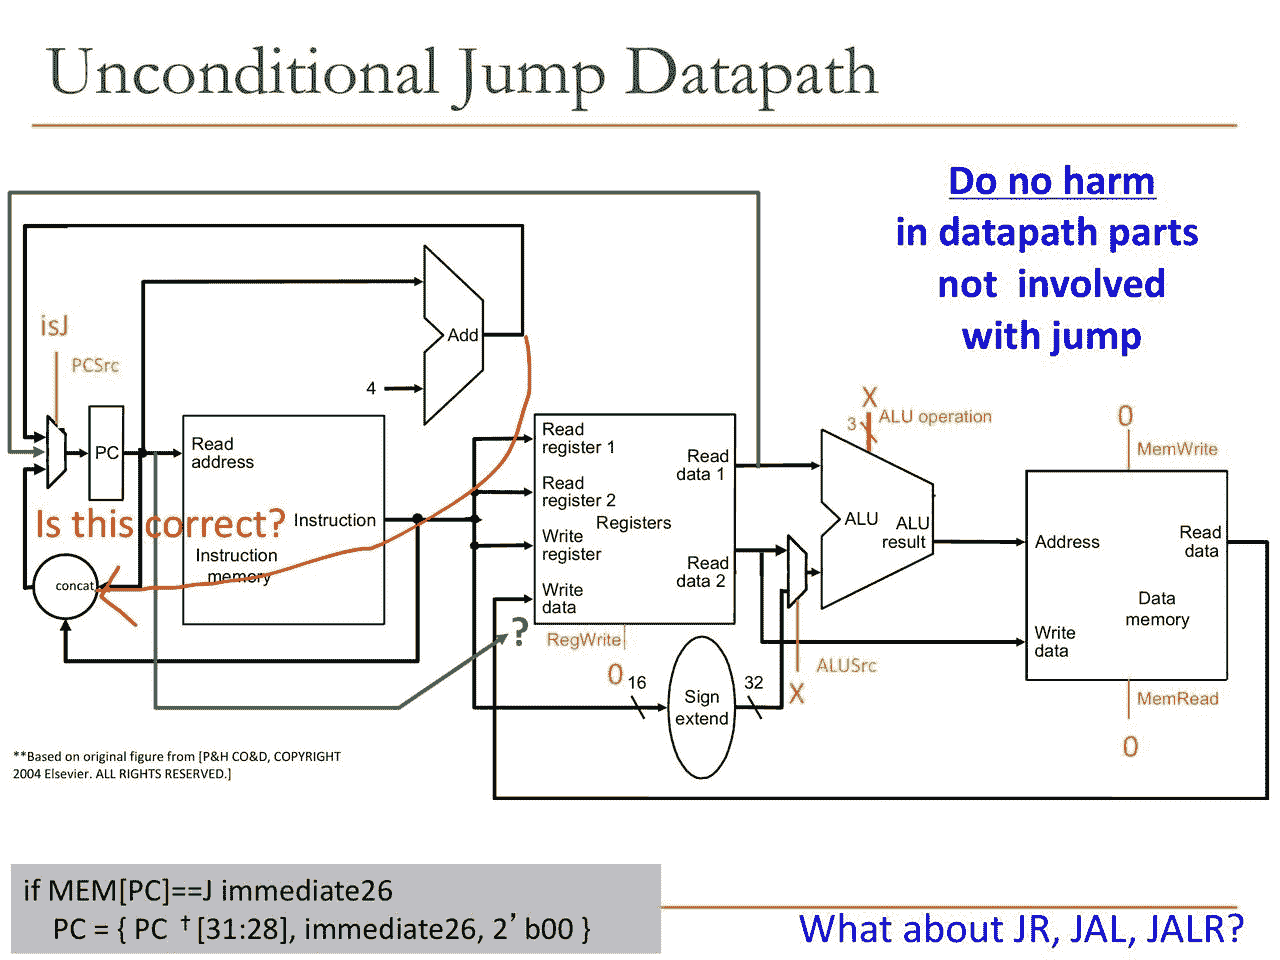 Unconditional Jump Datapath
Do no harm
in datapath parts
not involved
with jump
isJ
PCSrc
Add
4
PC
Read
address
Instruction
Instruction
memory
Is this correct?
concat
Read
register 1
Read
register 2
Write
register
Write
data
Registers
Read
data 1
Read
data 2
?
RegWrite
0
16
Sign
extend
32
X
3
ALU operation
ALU
ALU
result
ALUSrc
X
0
MemWrite
Address
Read
data
Data
memory
Write
data
MemRead
0
**Based on original figure from [P&H CO&D, COPYRIGHT
2004 Elsevier. ALL RIGHTS RESERVED.]
if MEM[PC]==J immediate26
PC = { PC † [31:28], immediate26, 2’ b00 }
What about JR, JAL, JALR?